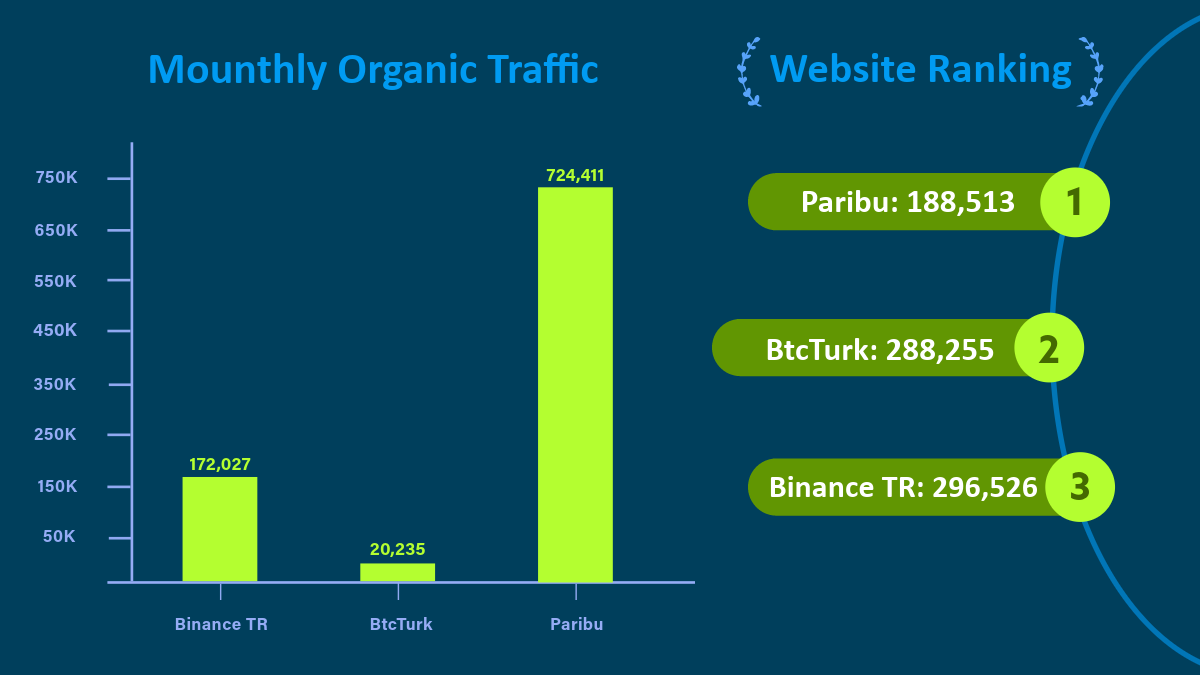 Mounthly Organic Traffic
750K
650K
550K
450K
350K
250K
150K
50K
172,027
20,235
724,411
Binance TR
BtcTurk
Paribu
Website Ranking
Paribu: 188,513
1
BtcTurk: 288,255
2
Binance TR: 296,526
3